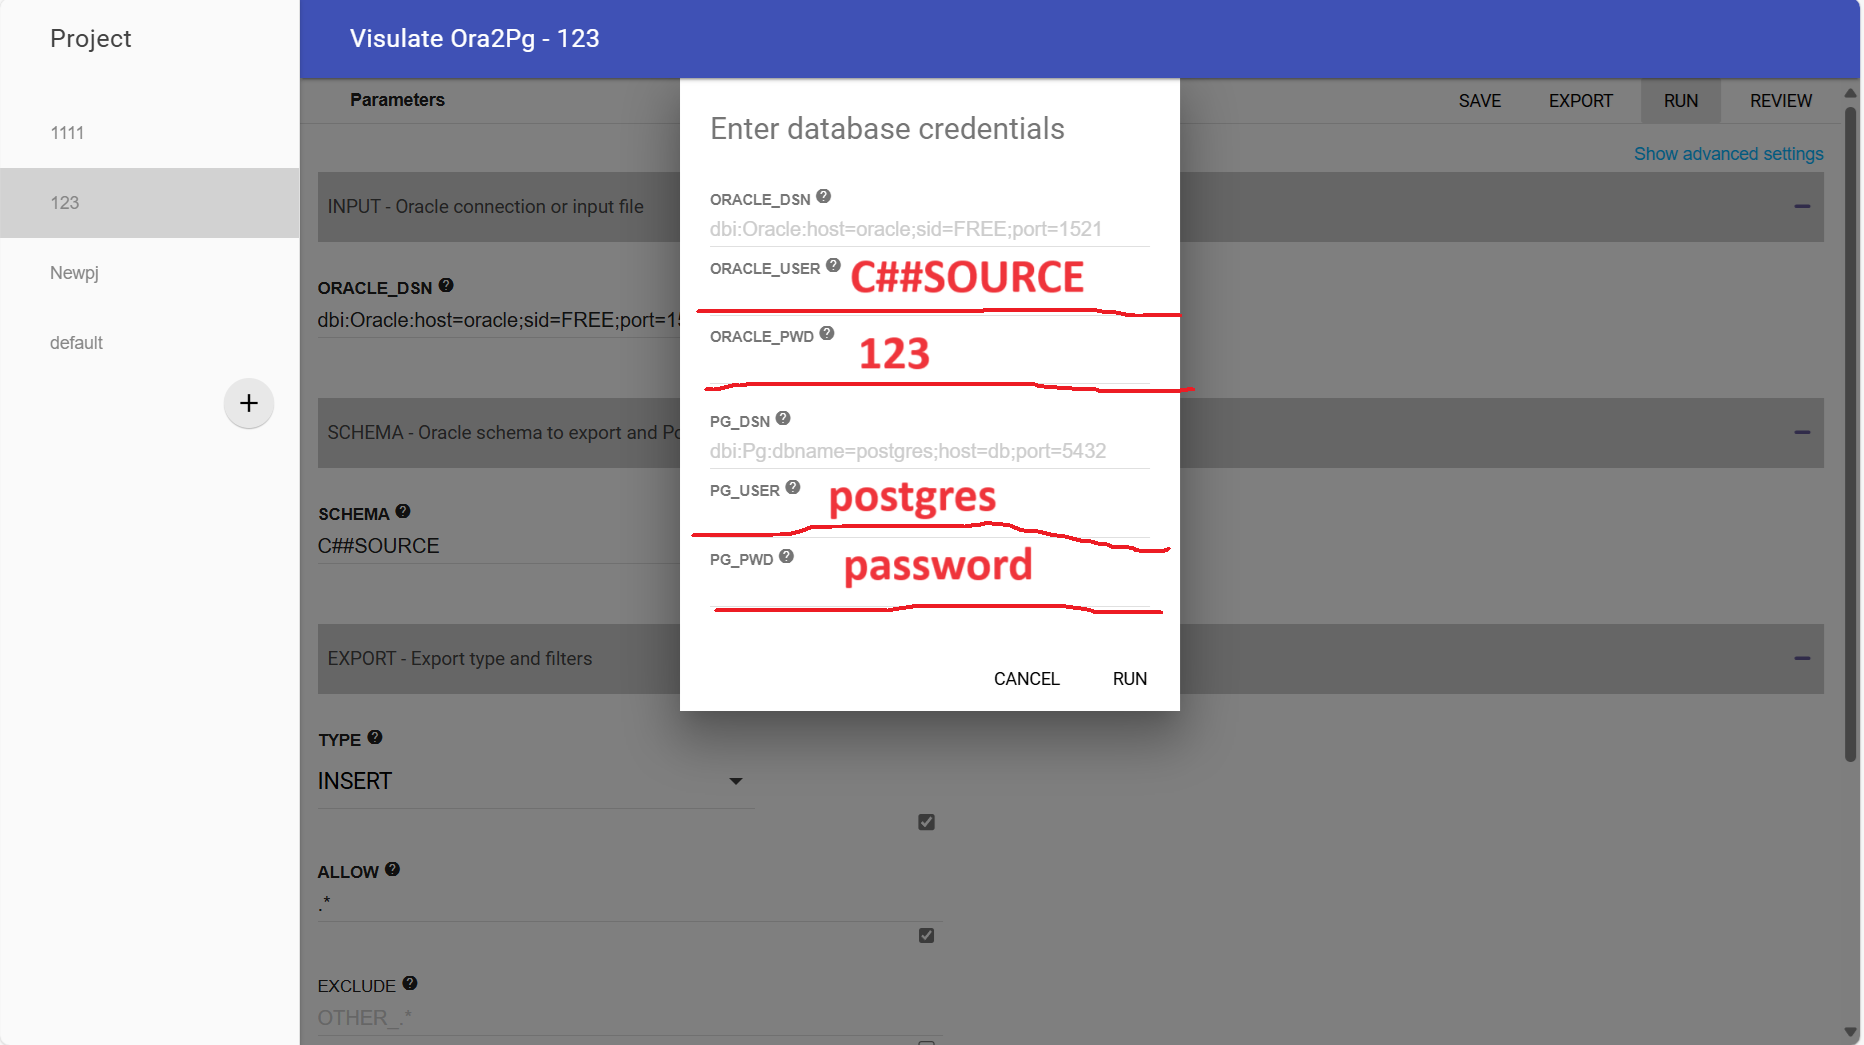 Project
Visulate Ora2Pg - 123
1111
123
Newpj
default
+
Parameters
SAVE EXPORT RUN REVIEW
Show advanced settings
INPUT - Oracle connection or input file
ORACLE_DSN ?
dbi:Oracle:host=oracle;sid=FREE;port=15
SCHEMA - Oracle schema to export and Po
SCHEMA ?
C##SOURCE
EXPORT - Export type and filters
TYPE ?
INSERT
ALLOW ?
.*
EXCLUDE ?
OTHER_.*
Enter database credentials
ORACLE_DSN ?
dbi:Oracle:host=oracle;sid=FREE;port=1521
ORACLE_USER ? C##SOURCE
ORACLE_PWD ? 123
PG_DSN ?
dbi:Pg:dbname=postgres;host=db;port=5432
PG_USER ? postgres
PG_PWD ? password
CANCEL RUN